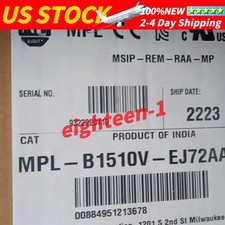 US STOCK
100%NEW
2-4 Day Shipping
MPL CE
MSIP-REM-RAA-MP
SERIAL NO.
SHIP DATE:
2223
eighteen-1
CAT
PRODUCT OF INDIA
MPL-B1510V-EJ72AA
00884951213678
1201 S 2nd St Milwaukee